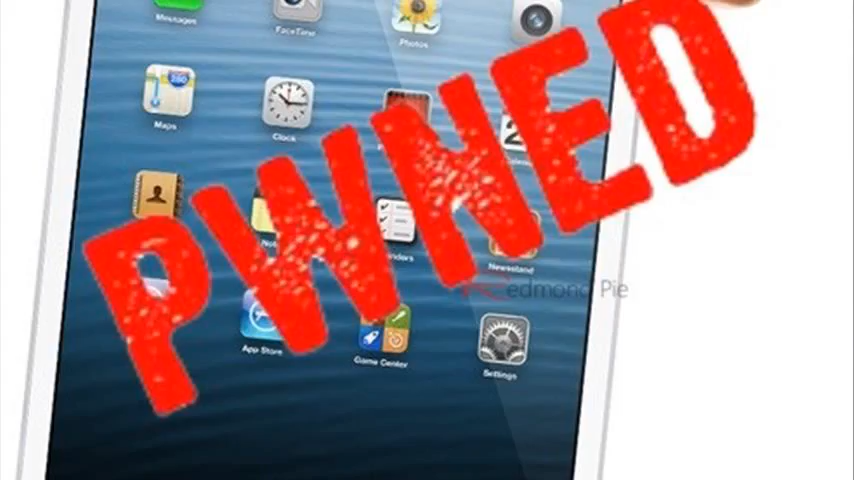 Messages
FaceTime
Photos
Maps
Clock
PWNED
Newsstand
edmond Pie
App Store
Game Center
Settings